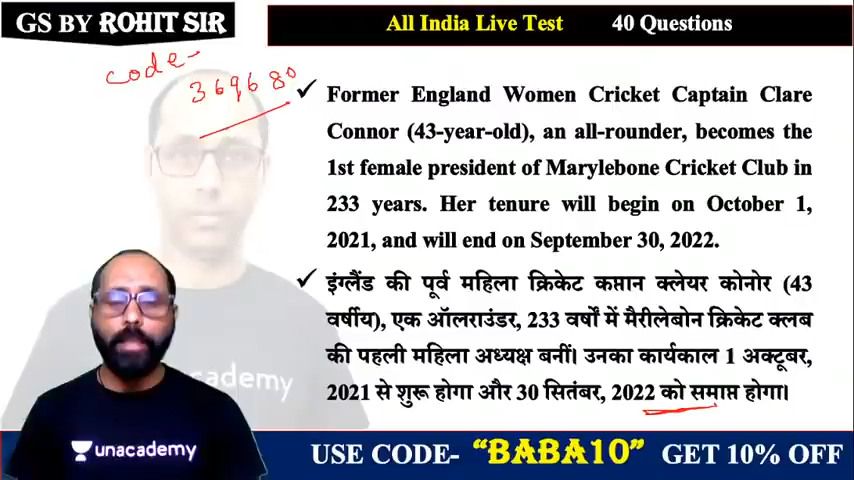 GS BY ROHIT SIR
All India Live Test 40 Questions
code-
369680
Former England Women Cricket Captain Clare
Connor (43-year-old), an all-rounder, becomes the
1st female president of Marylebone Cricket Club in
233 years. Her tenure will begin on October 1,
2021, and will end on September 30, 2022.
इंग्लैंड की पूर्व महिला क्रिकेट कप्तान क्लेयर कोनोर (43
वर्षीय), एक ऑलराउंडर, 233 वर्षों में मैरीलेबोन क्रिकेट क्लब
की पहली महिला अध्यक्ष बनीं। उनका कार्यकाल 1 अक्टूबर,
2021 से शुरू होगा और 30 सितंबर, 2022 को समाप्त होगा।
unacademy
unacademy
USE CODE- “BABA10” GET 10% OFF